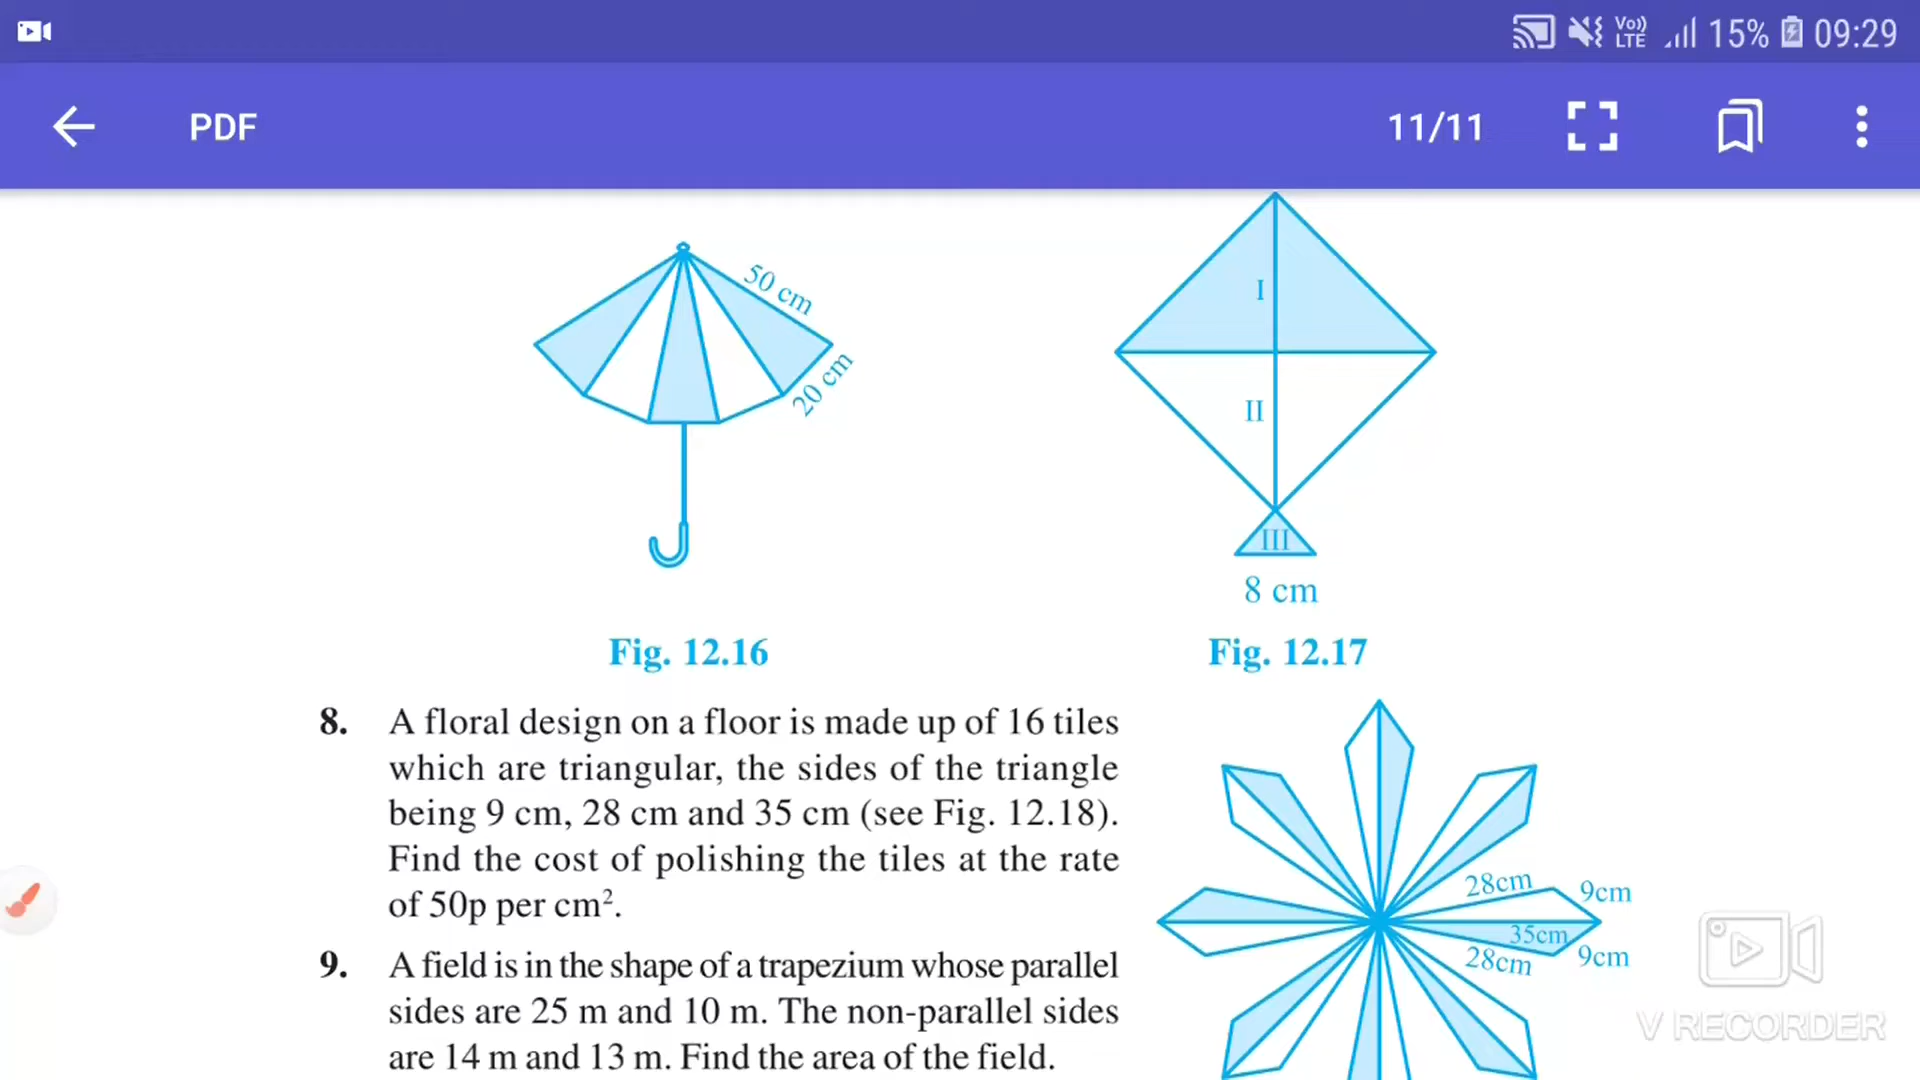 Vo)) LTE 15% 09:29
PDF 11/11
50 cm
20 cm
I
II
III
8 cm
Fig. 12.16
Fig. 12.17
8. A floral design on a floor is made up of 16 tiles
which are triangular, the sides of the triangle
being 9 cm, 28 cm and 35 cm (see Fig. 12.18).
Find the cost of polishing the tiles at the rate
of 50p per cm².
9. A field is in the shape of a trapezium whose parallel
sides are 25 m and 10 m. The non-parallel sides
are 14 m and 13 m. Find the area of the field.
28cm
9cm
35cm
28cm
9cm
V RECORDER